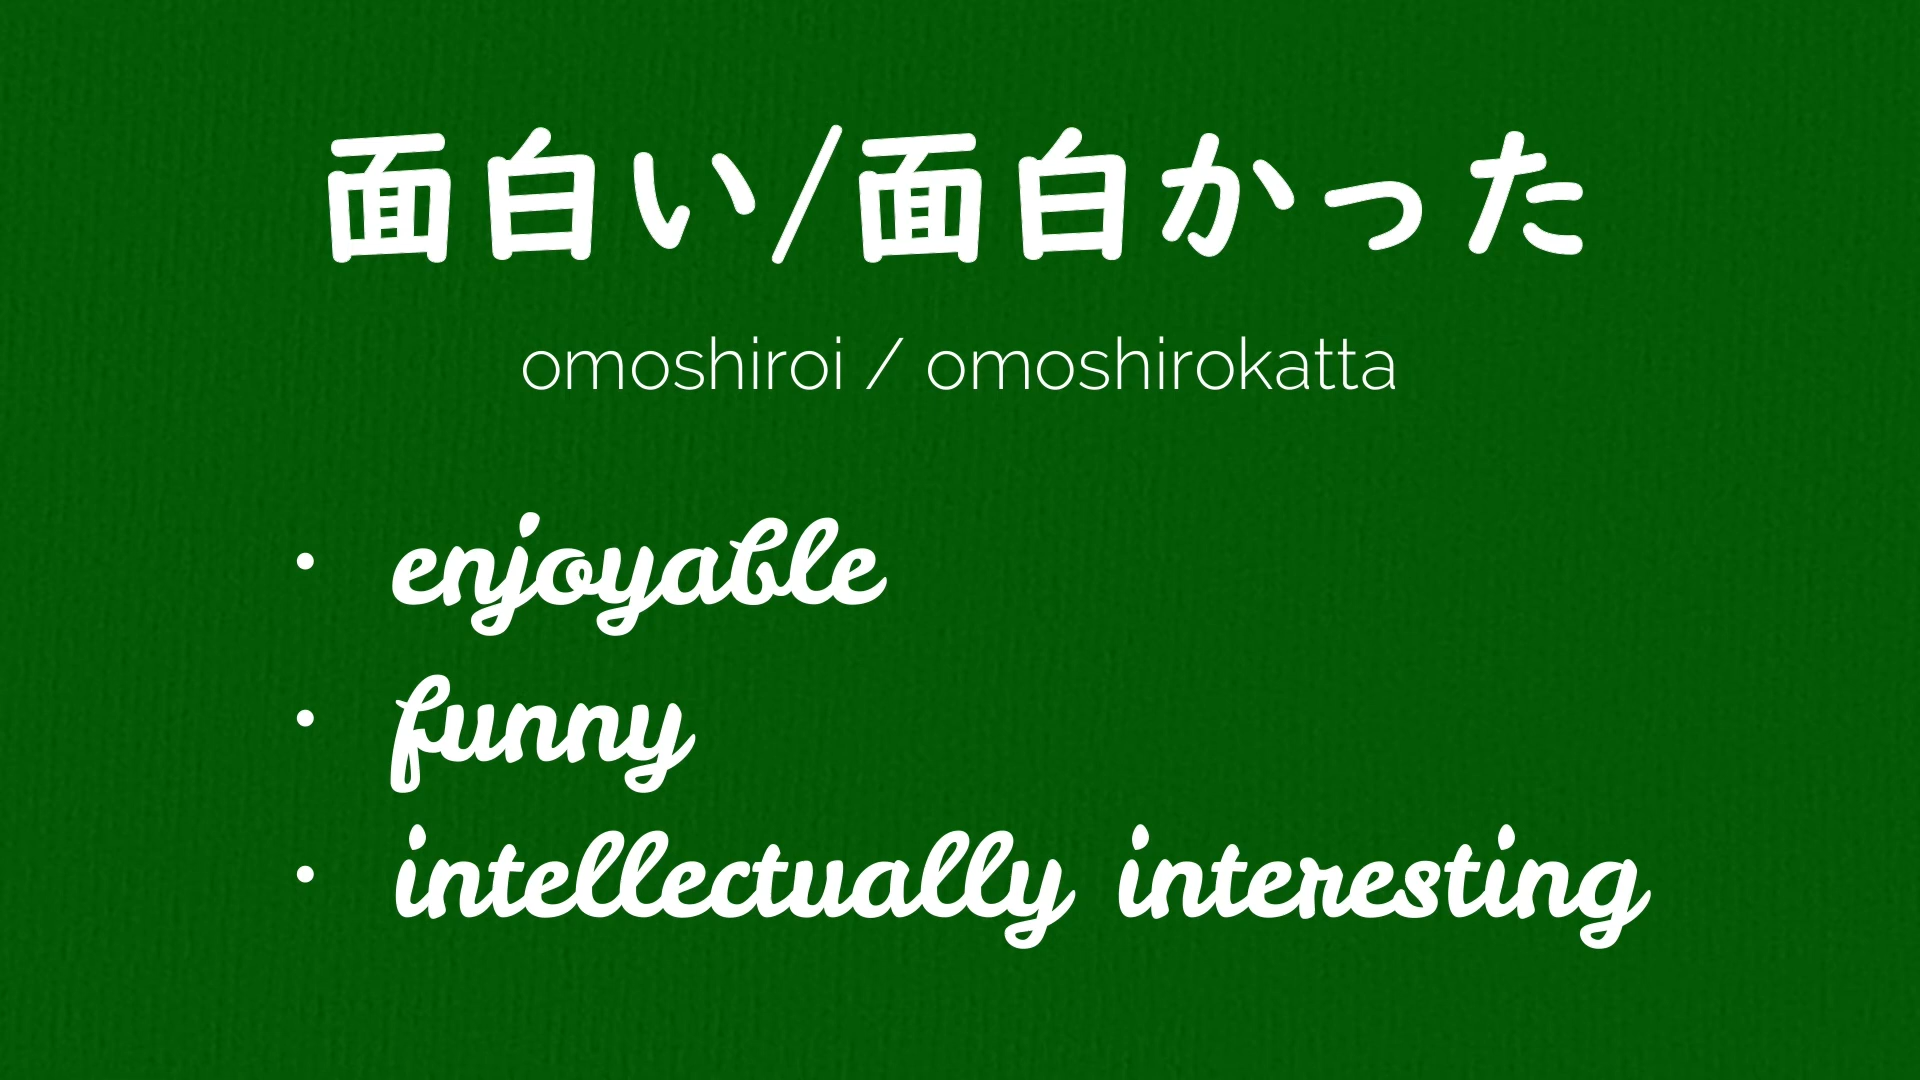 面白い/面白かった
omoshiroi / omoshirokatta
• enjoyable
• funny
• intellectually interesting